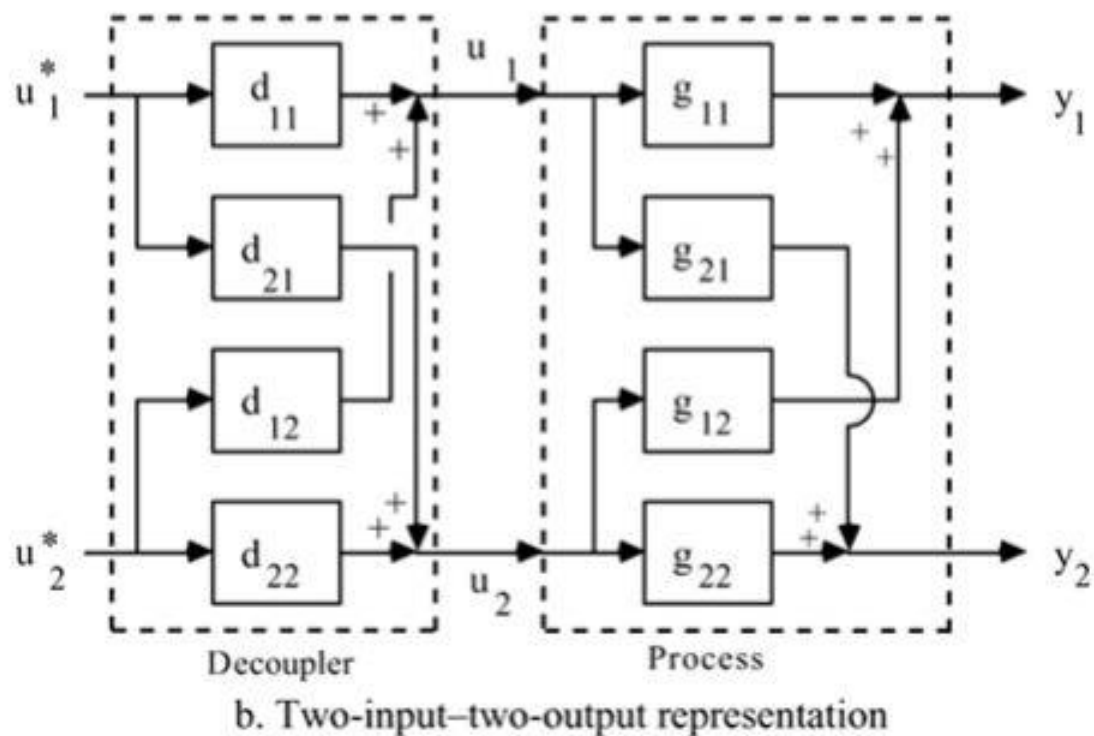 u*1 d11 + + u1 g11 + + y1
d21 g21
d12 g12
u*2 d22 + + u2 g22 + + y2
Decoupler Process
b. Two-input–two-output representation